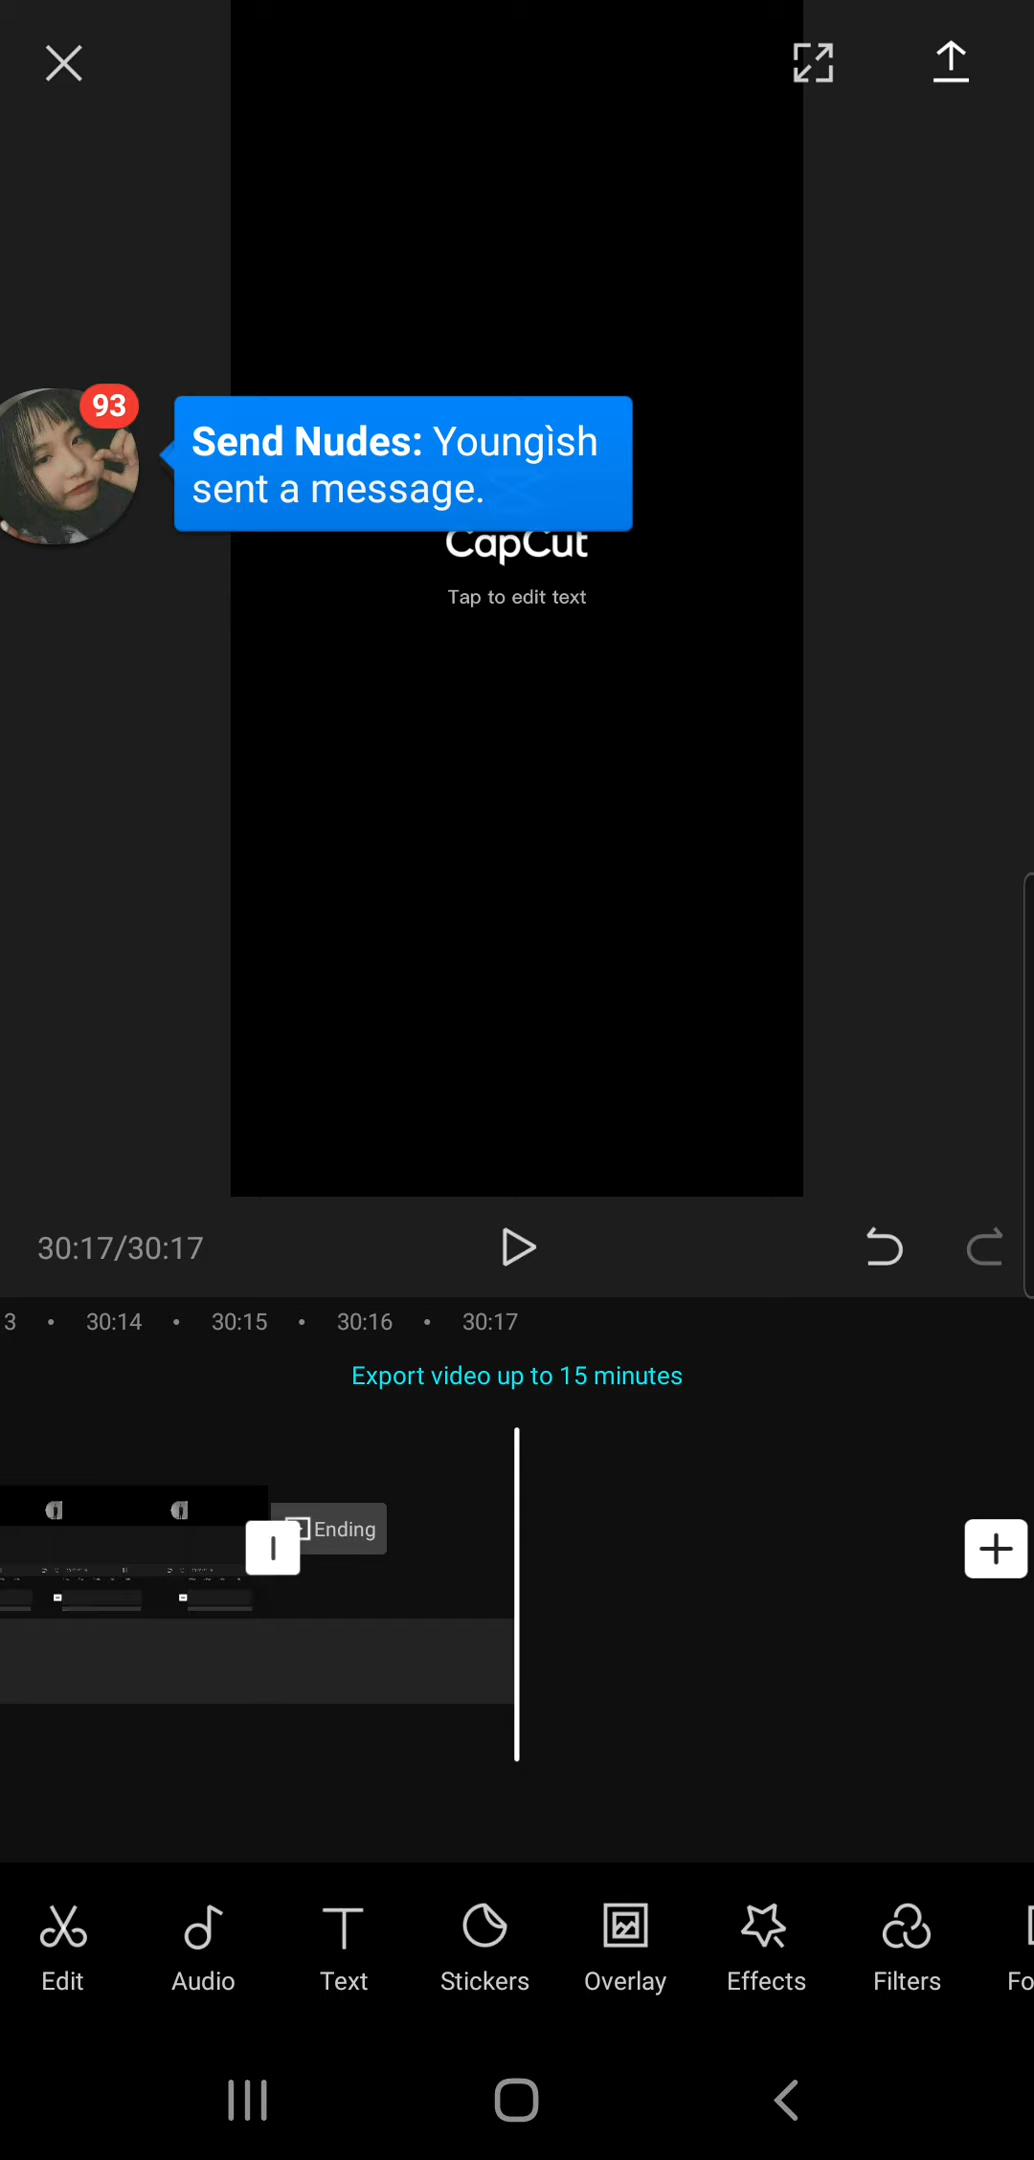 93
Send Nudes: Youngìsh
sent a message.
CapCut
Tap to edit text
30:17/30:17
3 • 30:14 • 30:15 • 30:16 • 30:17
Export video up to 15 minutes
Ending
Edit
Audio
Text
Stickers
Overlay
Effects
Filters
Fo